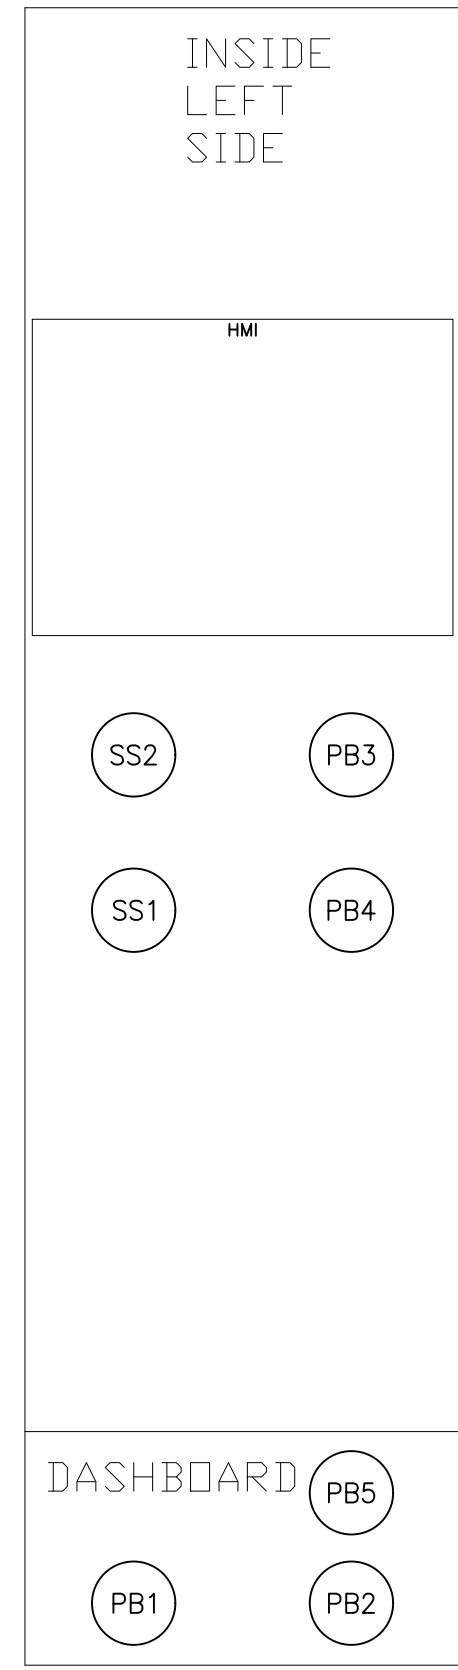 INSIDE
LEFT
SIDE
HMI
SS2 PB3
SS1 PB4
DASHBOARD PB5
PB1 PB2